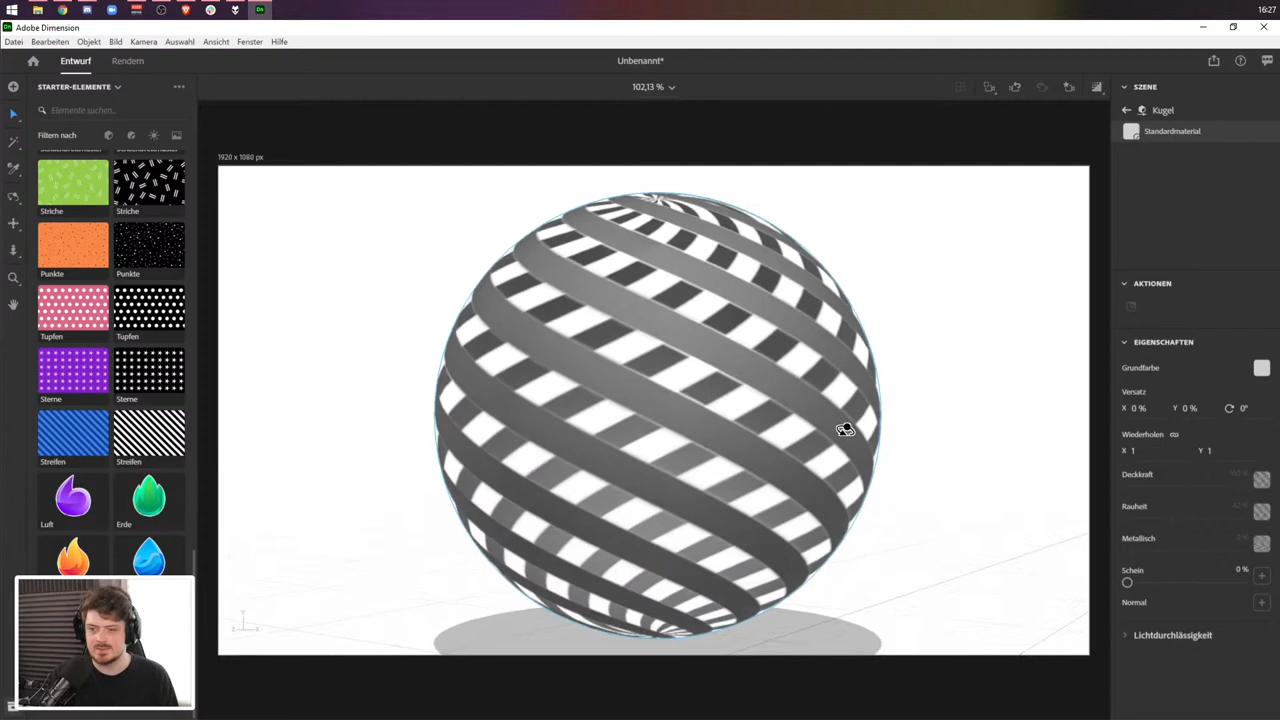 16:27
Adobe Dimension
Datei Bearbeiten Objekt Bild Kamera Auswahl Ansicht Fenster Hilfe
Entwurf Rendern Unbenannt*
STARTER-ELEMENTE
102,13 %
SZENE
Elemente suchen...
Kugel
Filtern nach
Standardmaterial
1920 x 1080 px
Striche Striche
Punkte Punkte
AKTIONEN
Tupfen Tupfen
EIGENSCHAFTEN
Grundfarbe
Versatz
X 0 % Y 0 % 0°
Sterne Sterne
Wiederholen
X 1 Y 1
Streifen Streifen
Deckkraft
Rauheit
Luft Erde
Metallisch
Schein 0 %
Normal
Lichtdurchlässigkeit